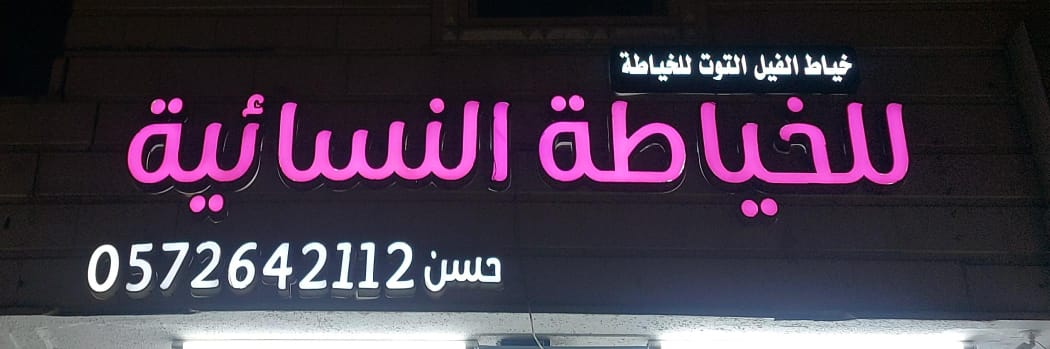 خياط الفيل التوت للخياطة
للخياطة النسائية
حسن 0572642112